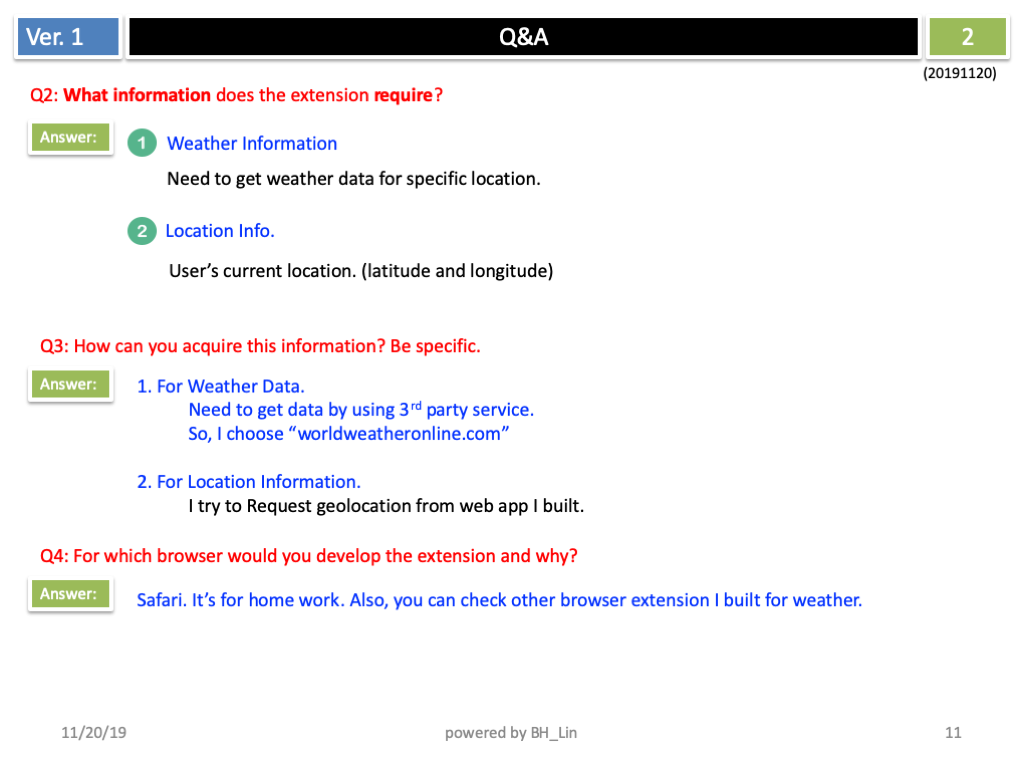 Ver. 1
Q&A
2
(20191120)
Q2: What information does the extension require?
Answer:
1 Weather Information
Need to get weather data for specific location.
2 Location Info.
User’s current location. (latitude and longitude)
Q3: How can you acquire this information? Be specific.
Answer:
1. For Weather Data.
Need to get data by using 3rd party service.
So, I choose “worldweatheronline.com”
2. For Location Information.
I try to Request geolocation from web app I built.
Q4: For which browser would you develop the extension and why?
Answer:
Safari. It’s for home work. Also, you can check other browser extension I built for weather.
11/20/19
powered by BH_Lin
11